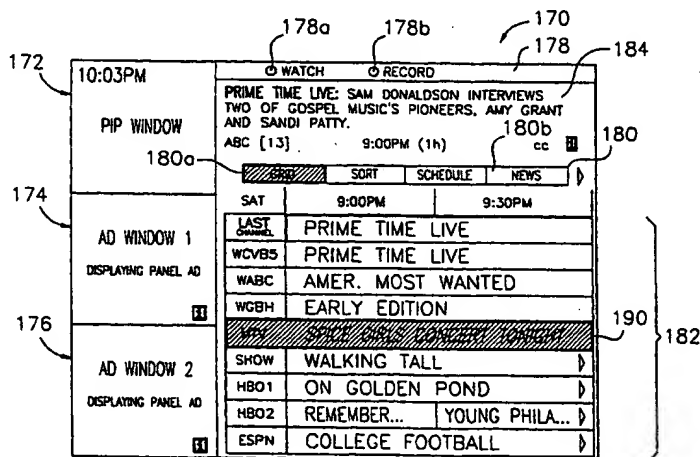 178a 178b 170
178
172 184
10:03PM WATCH RECORD
PIP WINDOW
PRIME TIME LIVE: SAM DONALDSON INTERVIEWS
TWO OF GOSPEL MUSIC'S PIONEERS, AMY GRANT
AND SANDI PATTY.
ABC [13] 9:00PM (1h) CC
180b
180a 180
GRID SORT SCHEDULE NEWS
174
SAT 9:00PM 9:30PM
AD WINDOW 1
DISPLAYING PANEL AD
LAST CHANNEL PRIME TIME LIVE
WCVB5 PRIME TIME LIVE
WABC AMER. MOST WANTED
WGBH EARLY EDITION
176 190
MTV SPICE GIRLS CONCERT TONIGHT
182
AD WINDOW 2
DISPLAYING PANEL AD
SHOW WALKING TALL
HBO1 ON GOLDEN POND
HBO2 REMEMBER... YOUNG PHILA...
ESPN COLLEGE FOOTBALL